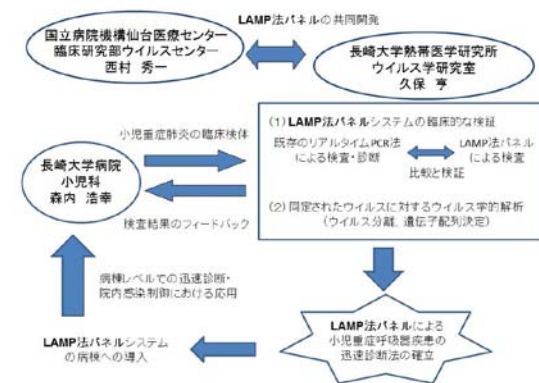 LAMP法パネルの共同開発
国立病院機構仙台医療センター
臨床研究部ウイルスセンター
西村 秀一
長崎大学熱帯医学研究所
ウイルス学研究室
久保 亨
小児重症肺炎の臨床検体
長崎大学病院
小児科
森内 浩幸
検査結果のフィードバック
(1) LAMP法パネルシステムの臨床的な検証
既存のリアルタイムPCR法
による検査・診断
LAMP法パネル
による検査
比較と検証
(2) 同定されたウイルスに対するウイルス学的解析
(ウイルス分離、遺伝子配列決定)
病棟レベルでの迅速診断・
院内感染制御における応用
LAMP法パネルシステム
の病棟への導入
LAMP法パネルによる
小児重症呼吸器疾患の
迅速診断法の確立